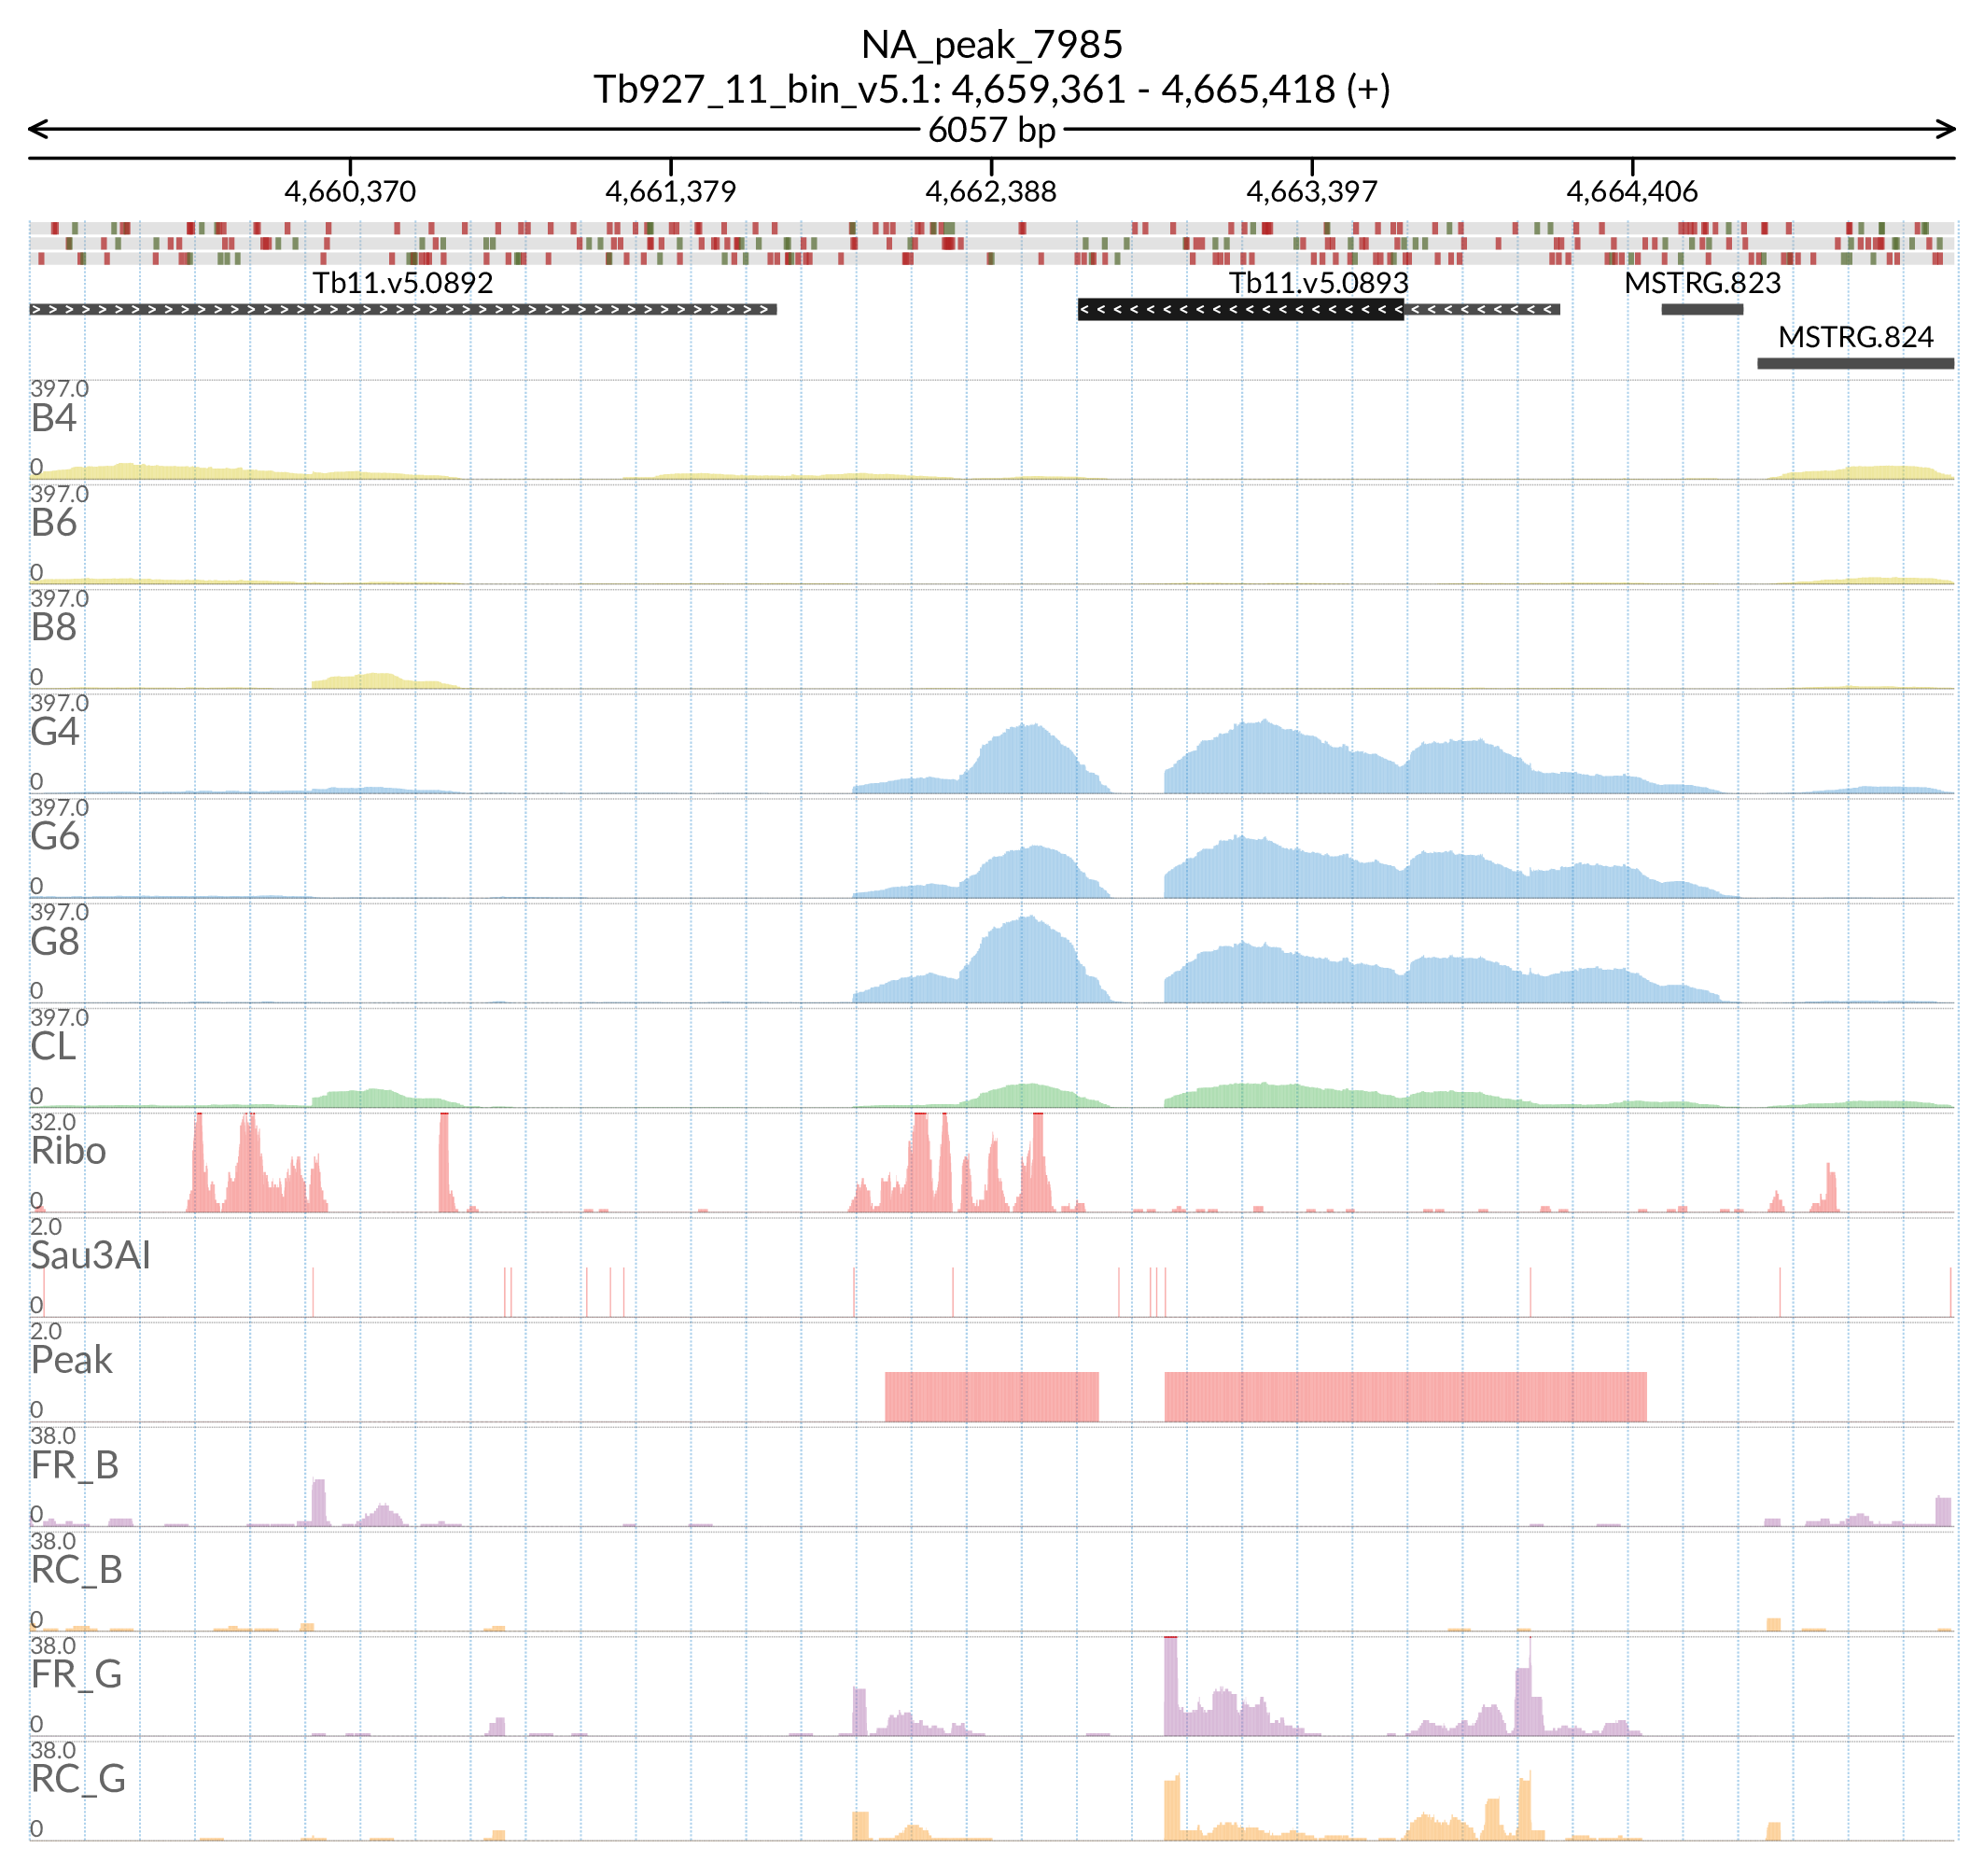 NA_peak_7985
Tb927_11_bin_v5.1: 4,659,361 - 4,665,418 (+)
6057 bp
4,660,370 4,661,379 4,662,388 4,663,397 4,664,406
Tb11.v5.0892 Tb11.v5.0893 MSTRG.823
MSTRG.824
397.0
B4
0
397.0
B6
0
397.0
B8
0
397.0
G4
0
397.0
G6
0
397.0
G8
0
397.0
CL
0
32.0
Ribo
0
2.0
Sau3AI
0
2.0
Peak
0
38.0
FR_B
0
38.0
RC_B
0
38.0
FR_G
0
38.0
RC_G
0